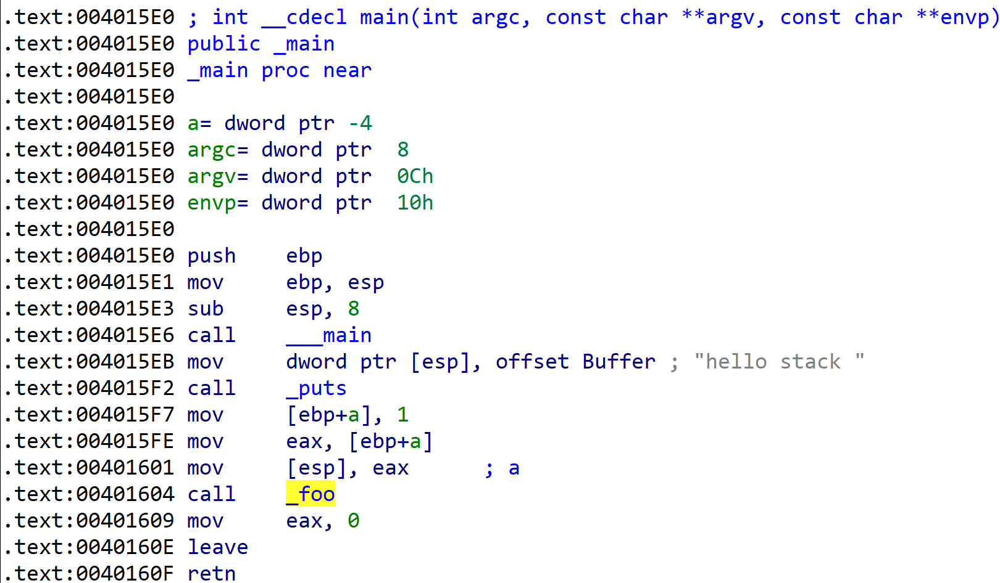 .text:004015E0 ; int __cdecl main(int argc, const char **argv, const char **envp)
.text:004015E0 public _main
.text:004015E0 _main proc near
.text:004015E0
.text:004015E0 a= dword ptr -4
.text:004015E0 argc= dword ptr  8
.text:004015E0 argv= dword ptr  0Ch
.text:004015E0 envp= dword ptr  10h
.text:004015E0
.text:004015E0 push    ebp
.text:004015E1 mov     ebp, esp
.text:004015E3 sub     esp, 8
.text:004015E6 call    ___main
.text:004015EB mov     dword ptr [esp], offset Buffer ; "hello stack "
.text:004015F2 call    _puts
.text:004015F7 mov     [ebp+a], 1
.text:004015FE mov     eax, [ebp+a]
.text:00401601 mov     [esp], eax      ; a
.text:00401604 call    _foo
.text:00401609 mov     eax, 0
.text:0040160E leave
.text:0040160F retn